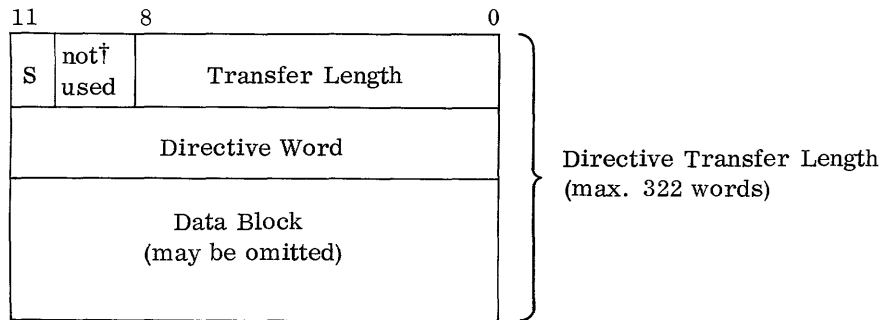 11 8 0
S not† used Transfer Length
Directive Word
Data Block
(may be omitted)
Directive Transfer Length
(max. 322 words)